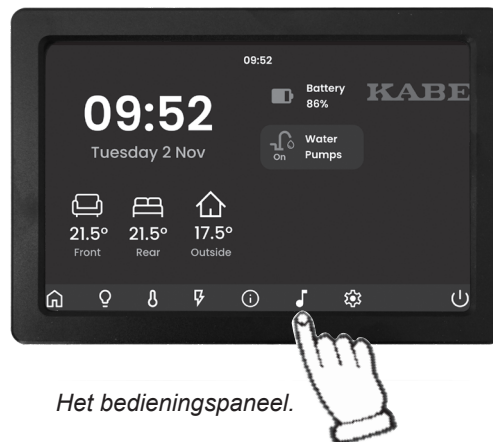 09:52
Battery
86%
KABE
09:52
Tuesday 2 Nov
Water
Pumps
On
21.5°
21.5°
17.5°
Front
Rear
Outside
Het bedieningspaneel.